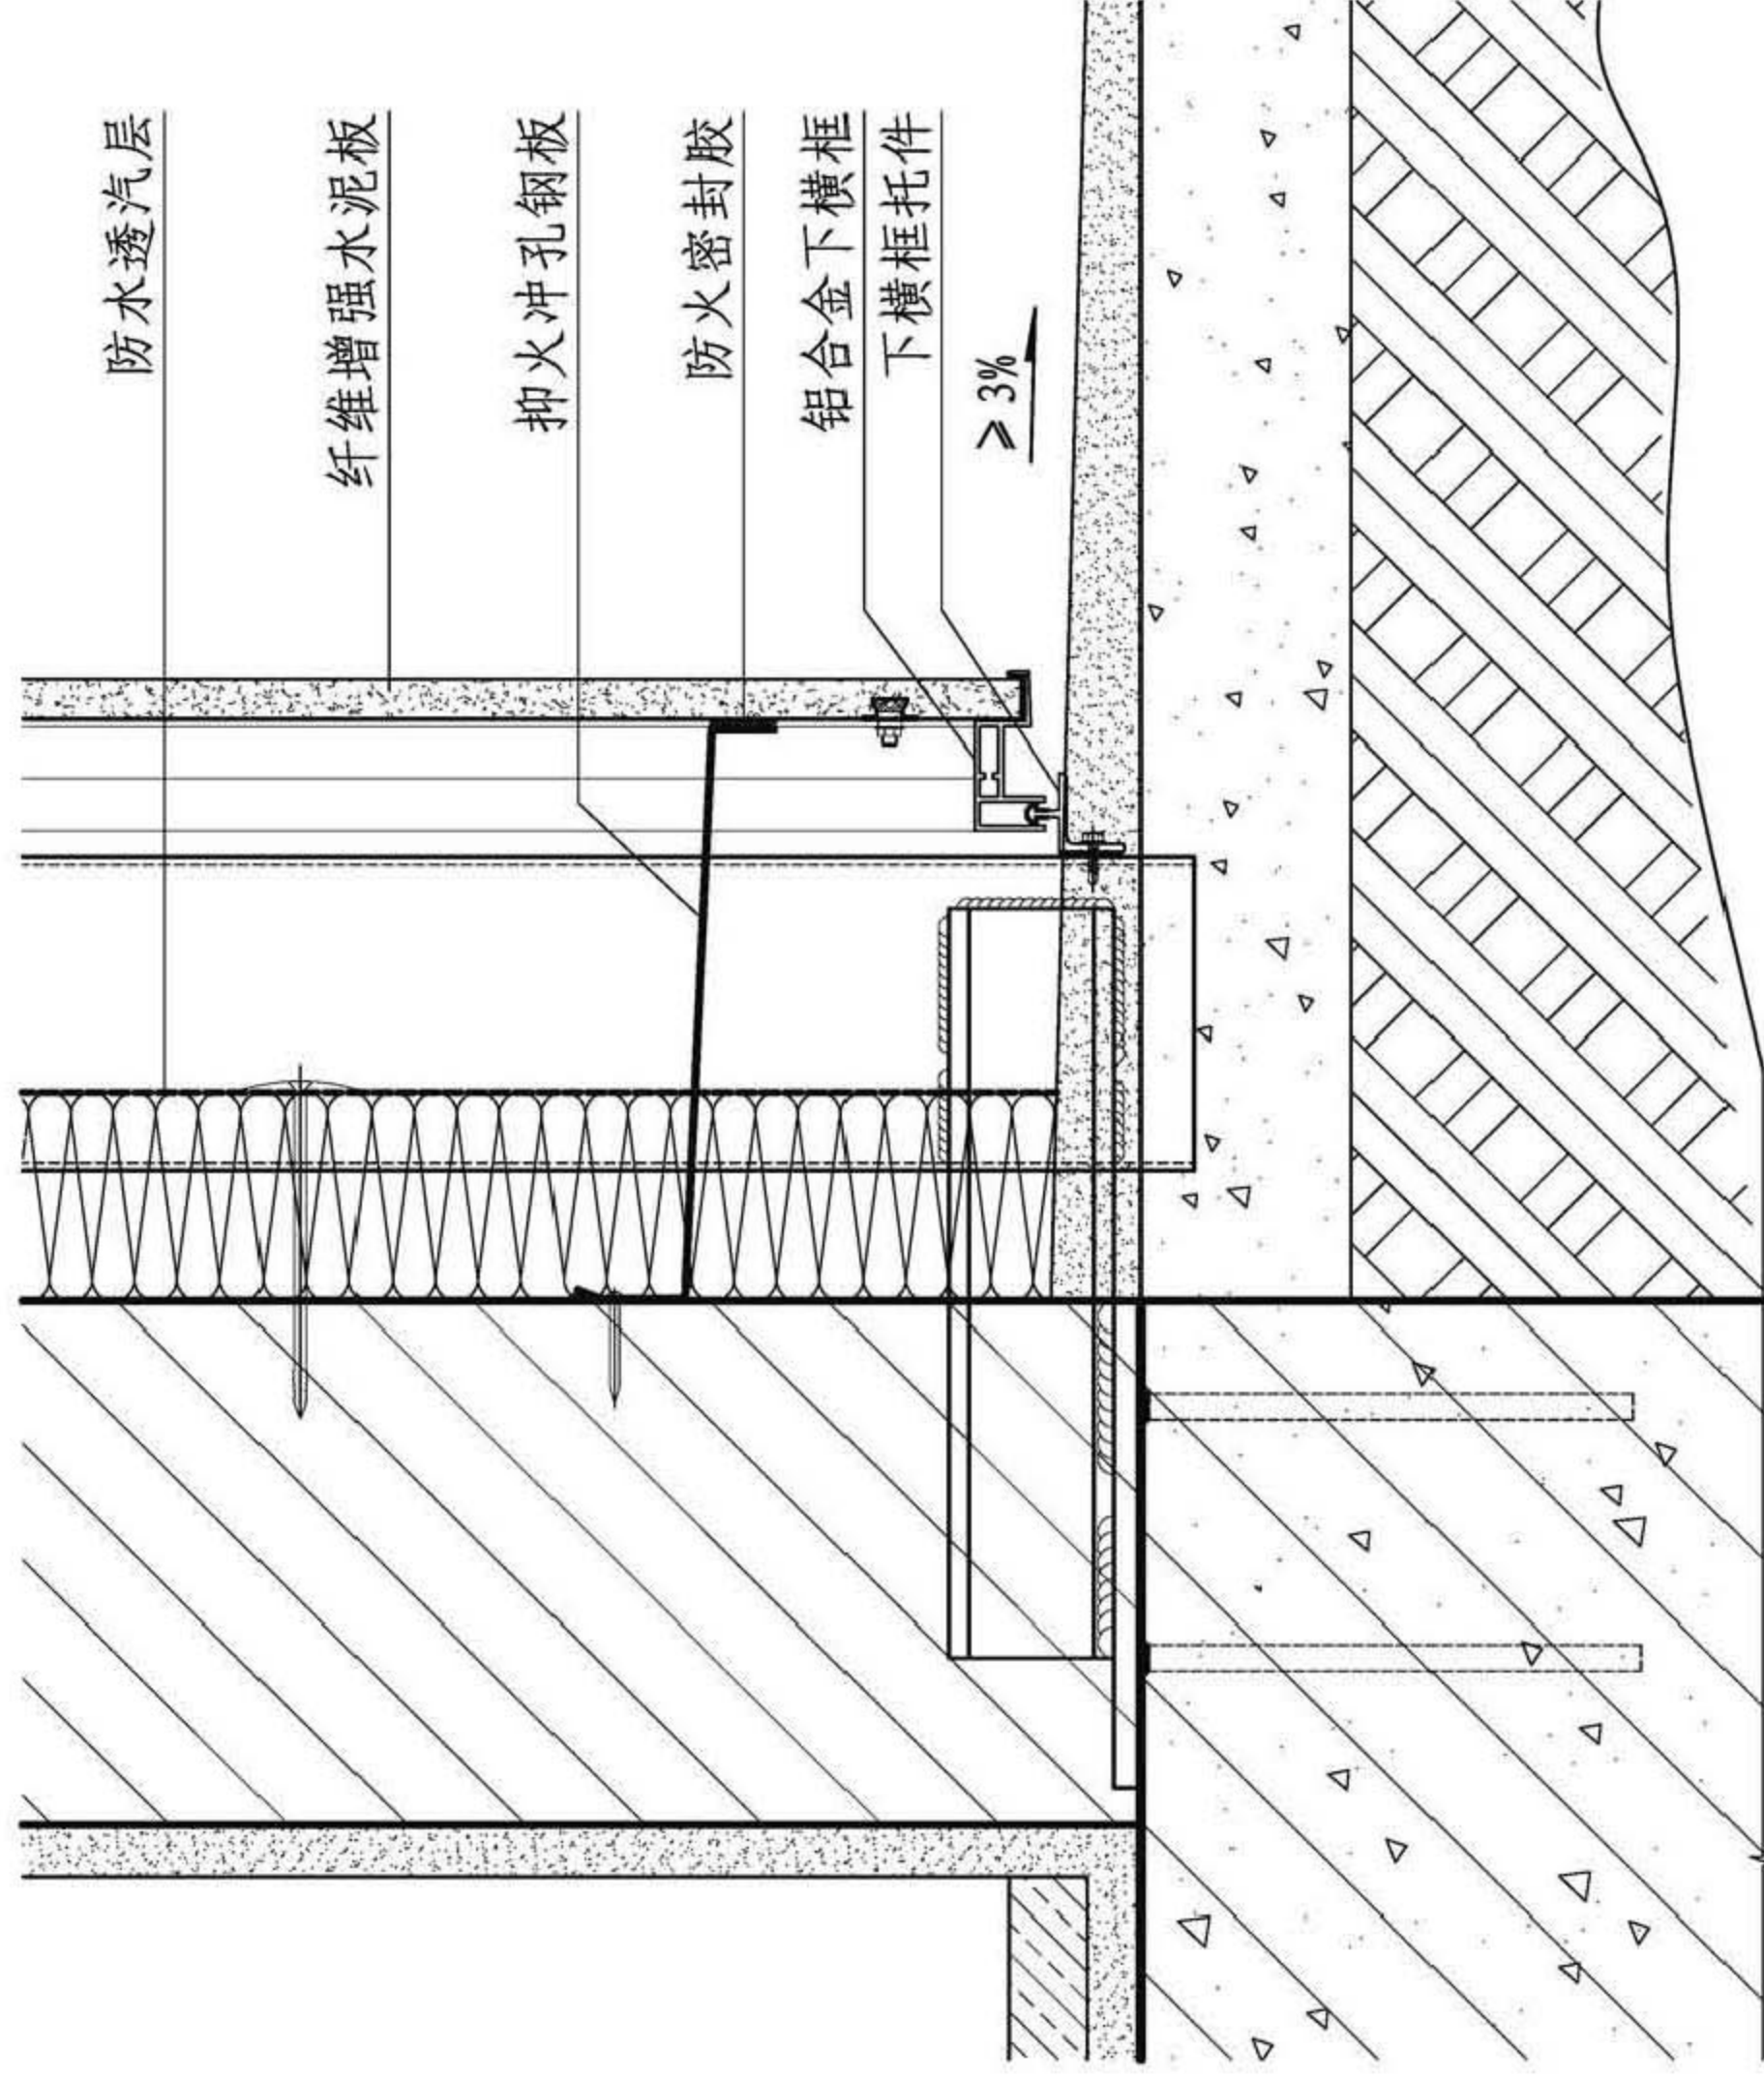 防水透汽层
纤维增强水泥板
抑火冲孔钢板
防火密封胶
铝合金下横框
下横框托件
≥3%